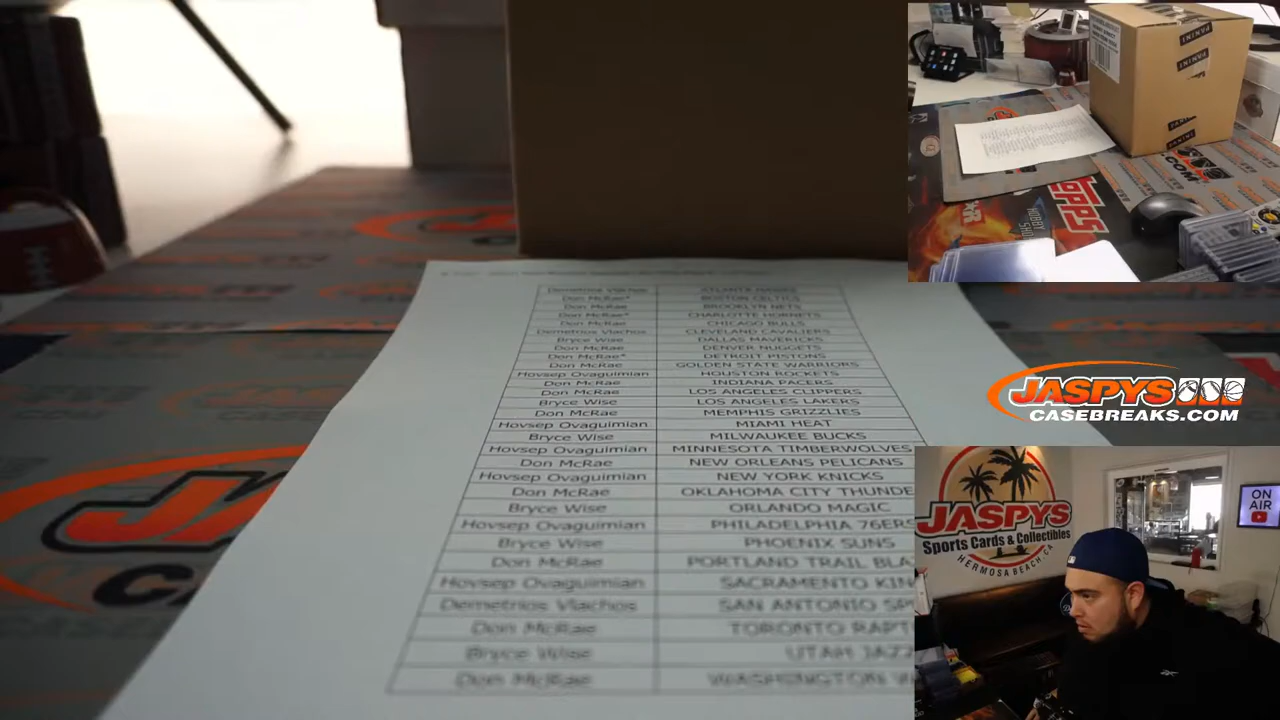 Demetrios Vlachos ATLANTA HAWKS
Don McRae* BOSTON CELTICS
Don McRae BROOKLYN NETS
Don McRae* CHARLOTTE HORNETS
Don McRae CHICAGO BULLS
Demetrios Vlachos CLEVELAND CAVALIERS
Bryce Wise DALLAS MAVERICKS
Don McRae DENVER NUGGETS
Don McRae* DETROIT PISTONS
Don McRae GOLDEN STATE WARRIORS
Hovsep Ovaguimian HOUSTON ROCKETS
Don McRae INDIANA PACERS
Don McRae LOS ANGELES CLIPPERS
Bryce Wise LOS ANGELES LAKERS
Don McRae MEMPHIS GRIZZLIES
Hovsep Ovaguimian MIAMI HEAT
Bryce Wise MILWAUKEE BUCKS
Hovsep Ovaguimian MINNESOTA TIMBERWOLVES
Don McRae NEW ORLEANS PELICANS
Hovsep Ovaguimian NEW YORK KNICKS
Don McRae OKLAHOMA CITY THUNDE
Bryce Wise ORLANDO MAGIC
Hovsep Ovaguimian PHILADELPHIA 76ERS
Bryce Wise PHOENIX SUNS
Don McRae PORTLAND TRAIL BLA
Hovsep Ovaguimian SACRAMENTO KIN
Demetrios Vlachos SAN ANTONIO SP
Don McRae TORONTO RAPT
Bryce Wise UTAH JAZZ
Don McRae WASHINGTON W
PANINI
PANINI
PANINI
.COM
Topps
HOBBY
JASPYS
CASEBREAKS.COM
JASPYS
Sports Cards & Collectibles
HERMOSA BEACH, CA
ON
AIR